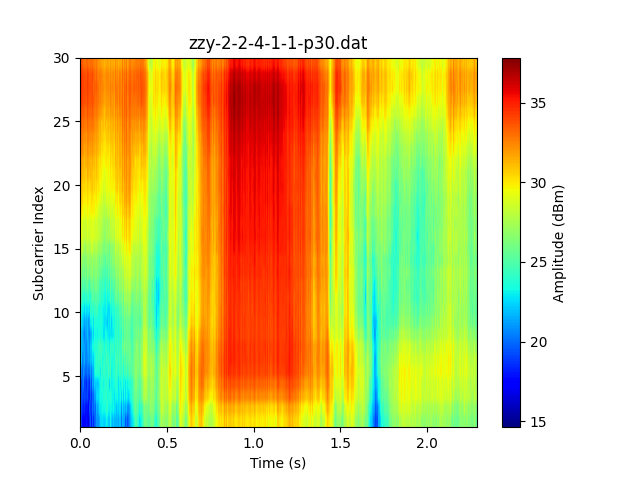 zzy-2-2-4-1-1-p30.dat
30
25
20
15
10
5
Subcarrier Index
0.0 0.5 1.0 1.5 2.0
Time (s)
35
30
25
20
15
Amplitude (dBm)